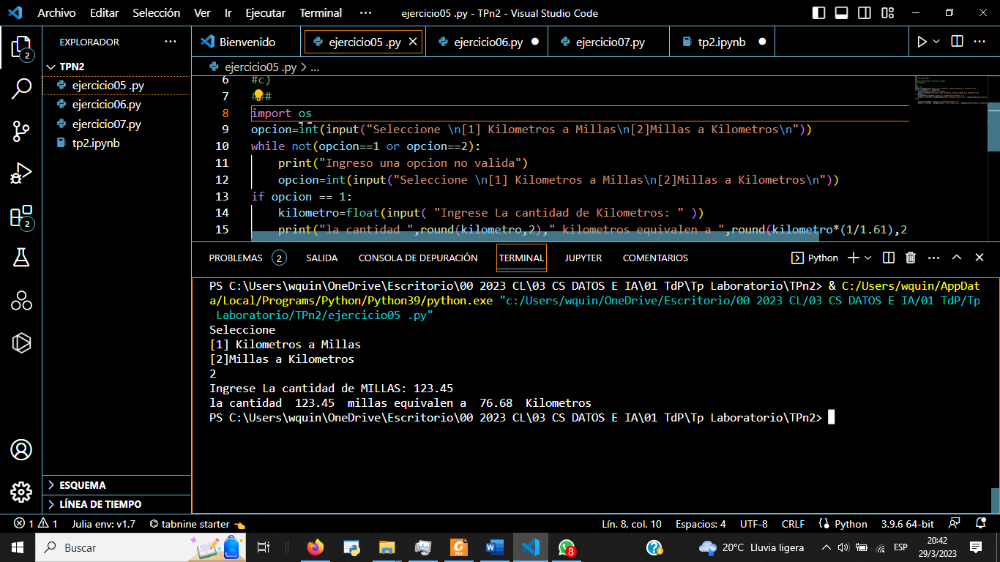 Archivo Editar Selección Ver Ir Ejecutar Terminal ··· ejercicio05 .py - TPn2 - Visual Studio Code
EXPLORADOR ···
TPN2
ejercicio05 .py
ejercicio06.py
ejercicio07.py
tp2.ipynb
ESQUEMA
LÍNEA DE TIEMPO
2
2
Bienvenido ejercicio05 .py ejercicio06.py ejercicio07.py tp2.ipynb
ejercicio05 .py > ...
6 #c)
7 ##
8 import os
9 opcion=int(input("Seleccione \n[1] Kilometros a Millas\n[2]Millas a Kilometros\n"))
10 while not(opcion==1 or opcion==2):
11 print("Ingreso una opcion no valida")
12 opcion=int(input("Seleccione \n[1] Kilometros a Millas\n[2]Millas a Kilometros\n"))
13 if opcion == 1:
14 kilometro=float(input( "Ingrese La cantidad de Kilometros: " ))
15 print("la cantidad ",round(kilometro,2)," kilometros equivalen a ",round(kilometro*(1/1.61),2
PROBLEMAS 2 SALIDA CONSOLA DE DEPURACIÓN TERMINAL JUPYTER COMENTARIOS Python
PS C:\Users\wquin\OneDrive\Escritorio\00 2023 CL\03 CS DATOS E IA\01 TdP\Tp Laboratorio\TPn2> & C:/Users/wquin/AppDat
a/Local/Programs/Python/Python39/python.exe "c:/Users/wquin/OneDrive/Escritorio/00 2023 CL/03 CS DATOS E IA/01 TdP/Tp
Laboratorio/TPn2/ejercicio05 .py"
Seleccione
[1] Kilometros a Millas
[2]Millas a Kilometros
2
Ingrese La cantidad de MILLAS: 123.45
la cantidad  123.45  millas equivalen a  76.68  Kilometros
PS C:\Users\wquin\OneDrive\Escritorio\00 2023 CL\03 CS DATOS E IA\01 TdP\Tp Laboratorio\TPn2>
1 1 Julia env: v1.7 tabnine starter Lín. 8, col. 10 Espacios: 4 UTF-8 CRLF Python 3.9.6 64-bit
Buscar 8 20°C Lluvia ligera ESP 20:42
29/3/2023